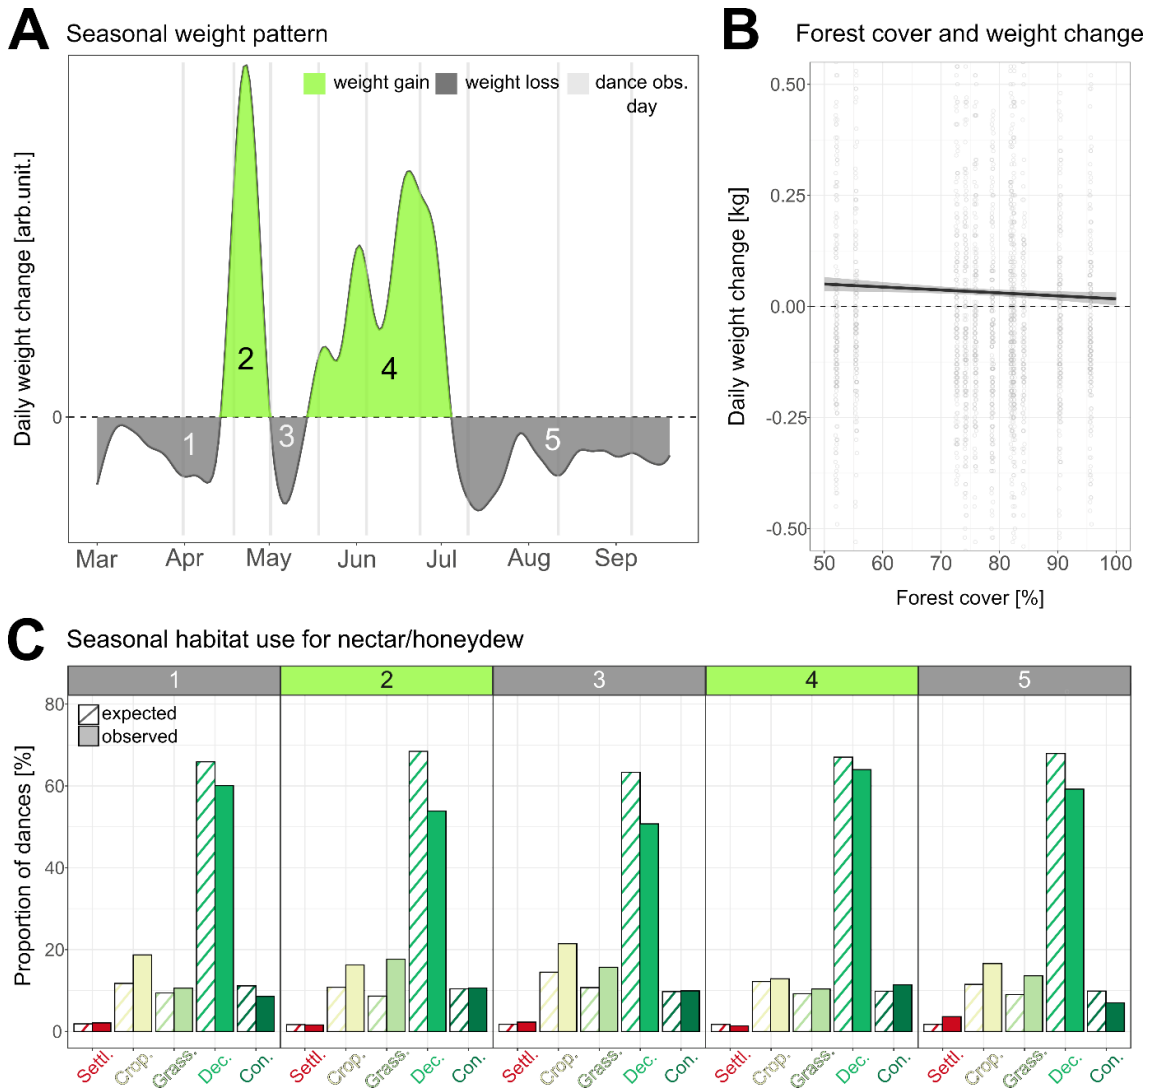 A Seasonal weight pattern
weight gain weight loss dance obs.
day
Daily weight change [arb.unit.]
0
1
2
3
4
5
Mar Apr May Jun Jul Aug Sep
B Forest cover and weight change
Daily weight change [kg]
0.50
0.25
0.00
-0.25
-0.50
50 60 70 80 90 100
Forest cover [%]
C Seasonal habitat use for nectar/honeydew
1 2 3 4 5
expected
observed
Proportion of dances [%]
80
60
40
20
0
Settl. Crop. Grass. Dec. Con. Settl. Crop. Grass. Dec. Con. Settl. Crop. Grass. Dec. Con. Settl. Crop. Grass. Dec. Con. Settl. Crop. Grass. Dec. Con.